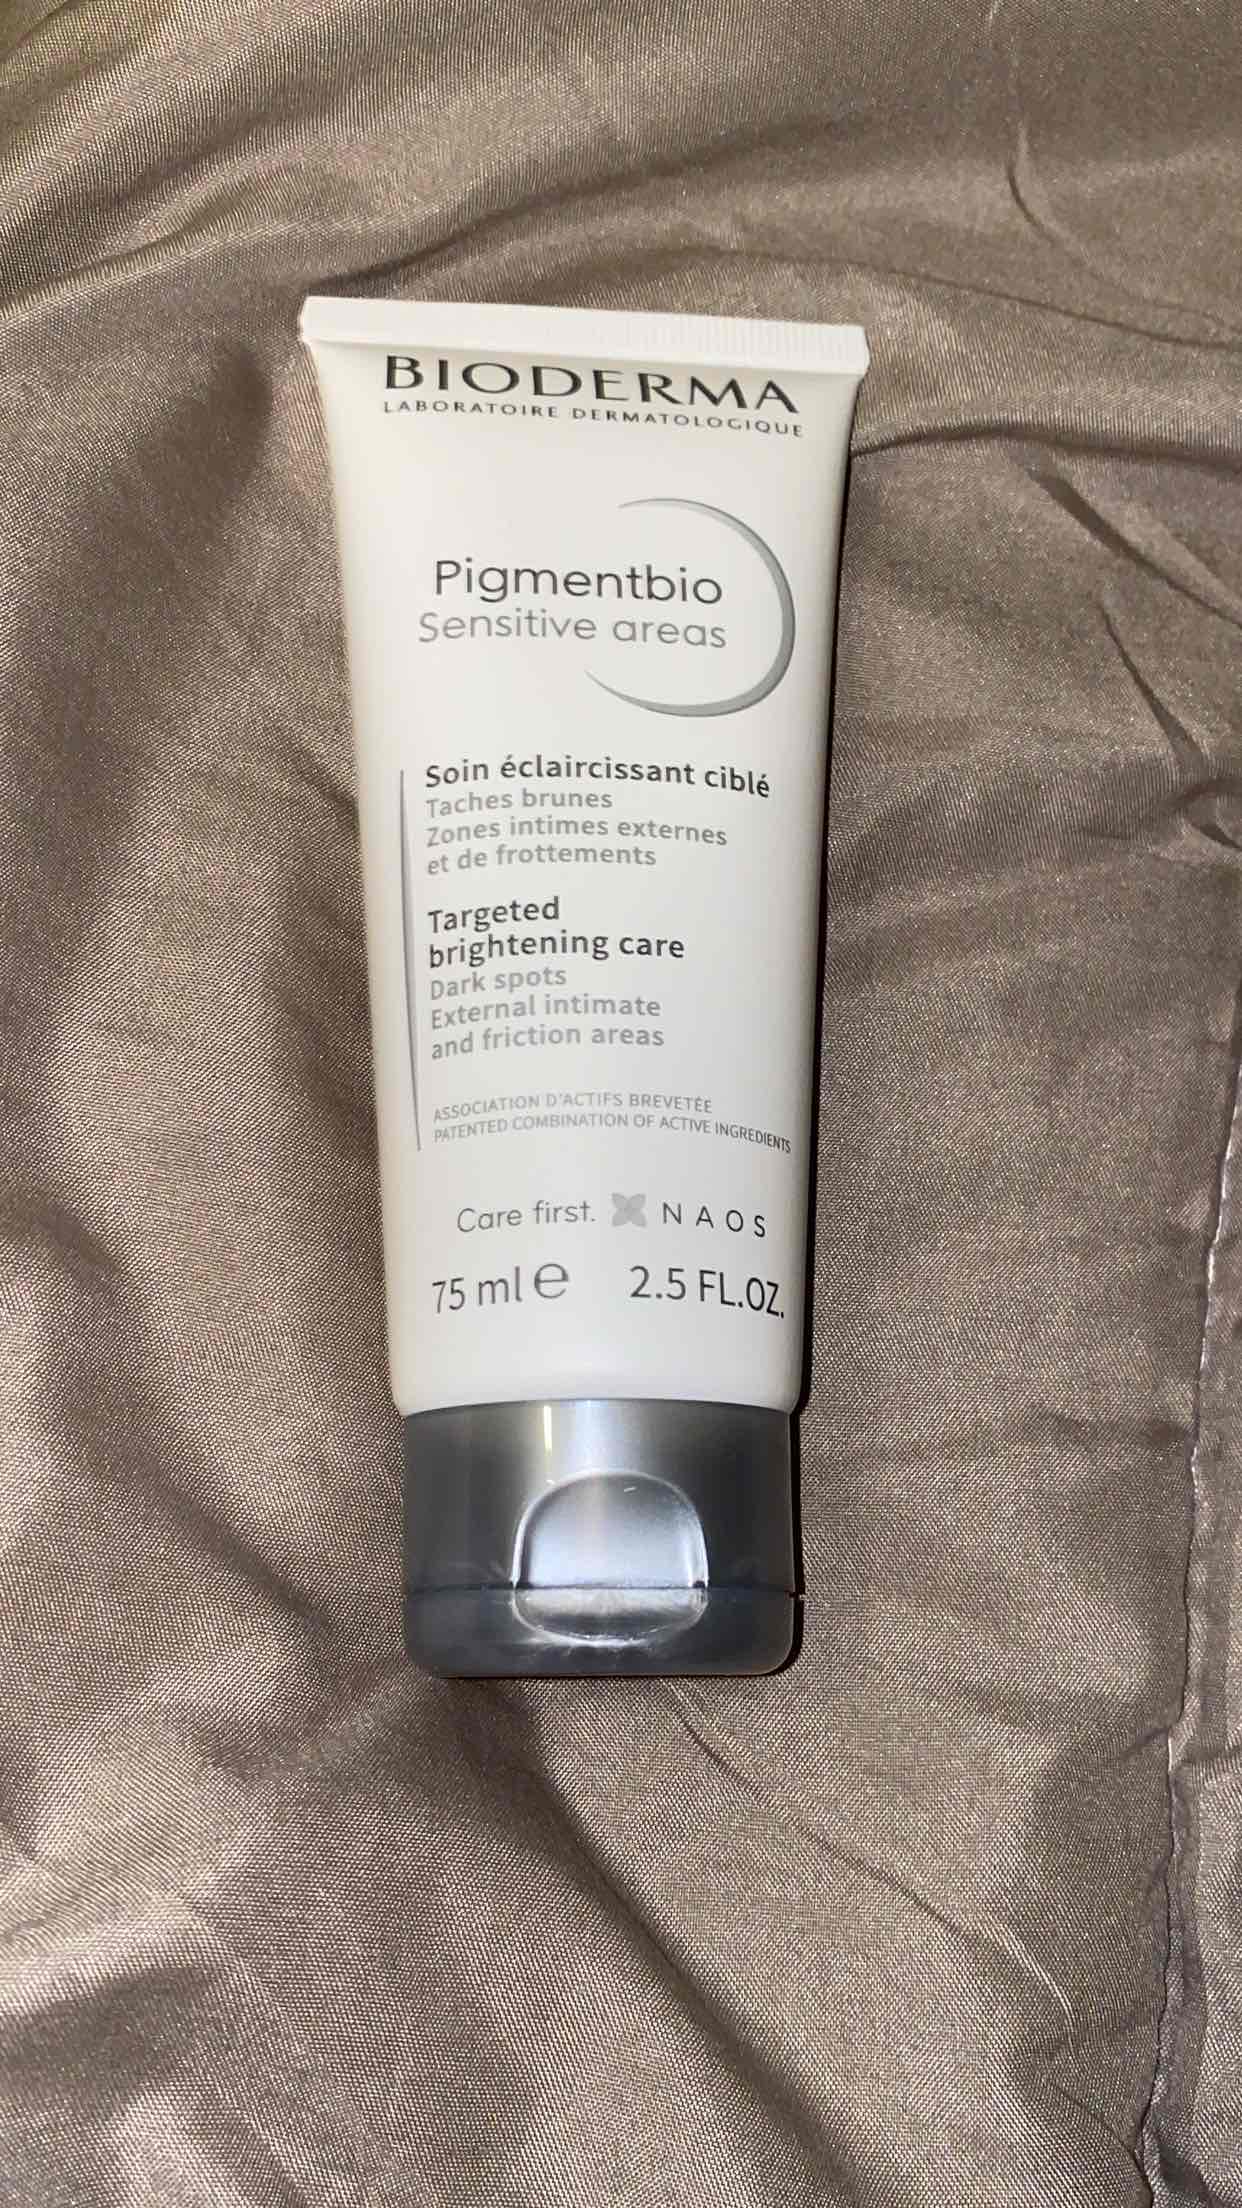 BIODERMA
LABORATOIRE DERMATOLOGIQUE
Pigmentbio
Sensitive areas
Soin éclaircissant ciblé
Taches brunes
Zones intimes externes
et de frottements
Targeted
brightening care
Dark spots
External intimate
and friction areas
ASSOCIATION D'ACTIFS BREVETÉE
PATENTED COMBINATION OF ACTIVE INGREDIENTS
Care first. NAOS
75 ml e 2.5 FL.OZ.